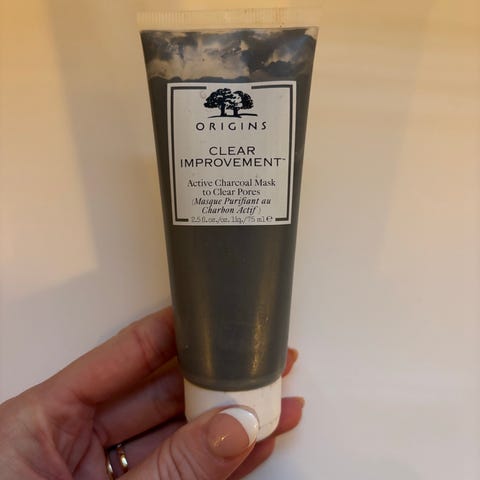 ORIGINS
CLEAR
IMPROVEMENT™
Active Charcoal Mask
to Clear Pores
(Masque Purifiant au
Charbon Actif)
2.5 fl.oz./oz. liq./75 ml ℮